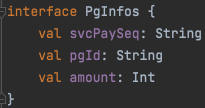 interface PgInfos {
    val svcPaySeq: String
    val pgId: String
    val amount: Int
}